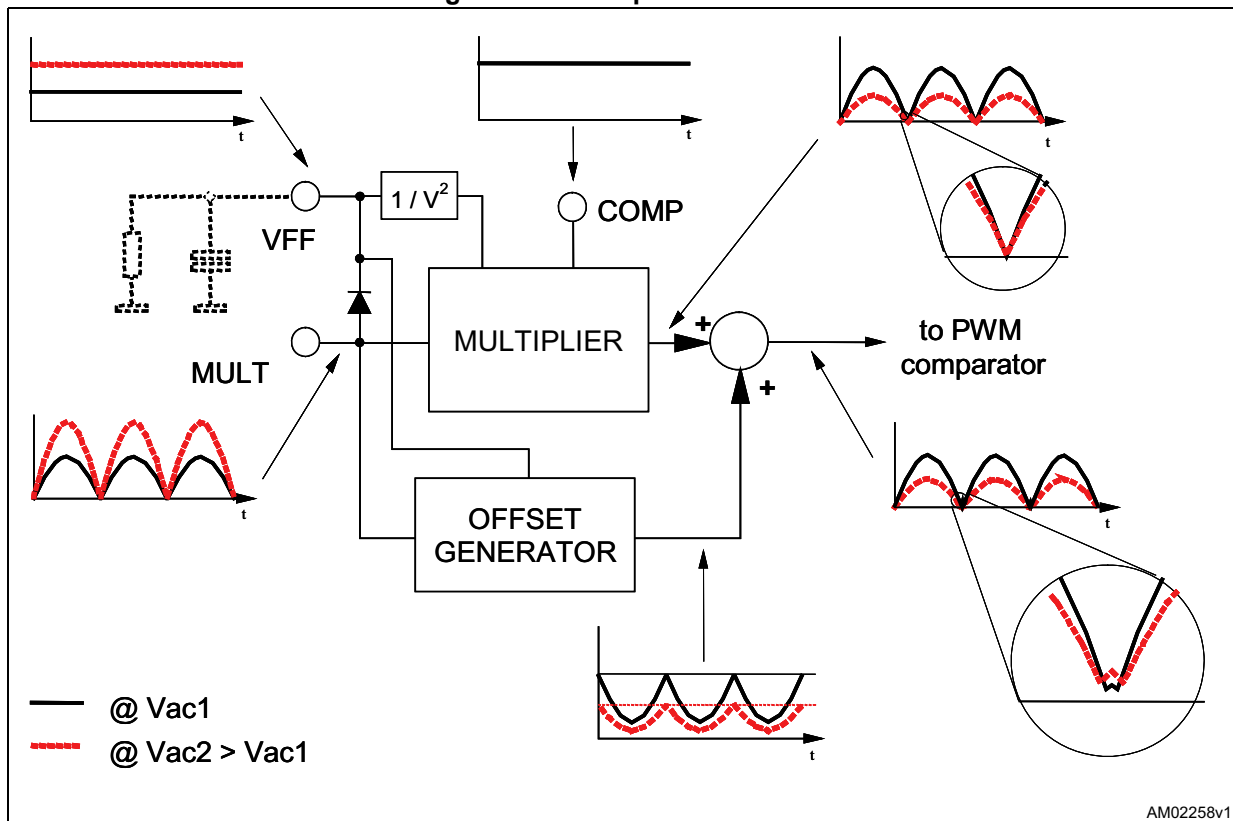 t
t
t
1 / V²
COMP
VFF
MULTIPLIER
+
to PWM
comparator
MULT
+
t
t
OFFSET
GENERATOR
@ Vac1
@ Vac2 > Vac1
t
AM02258v1